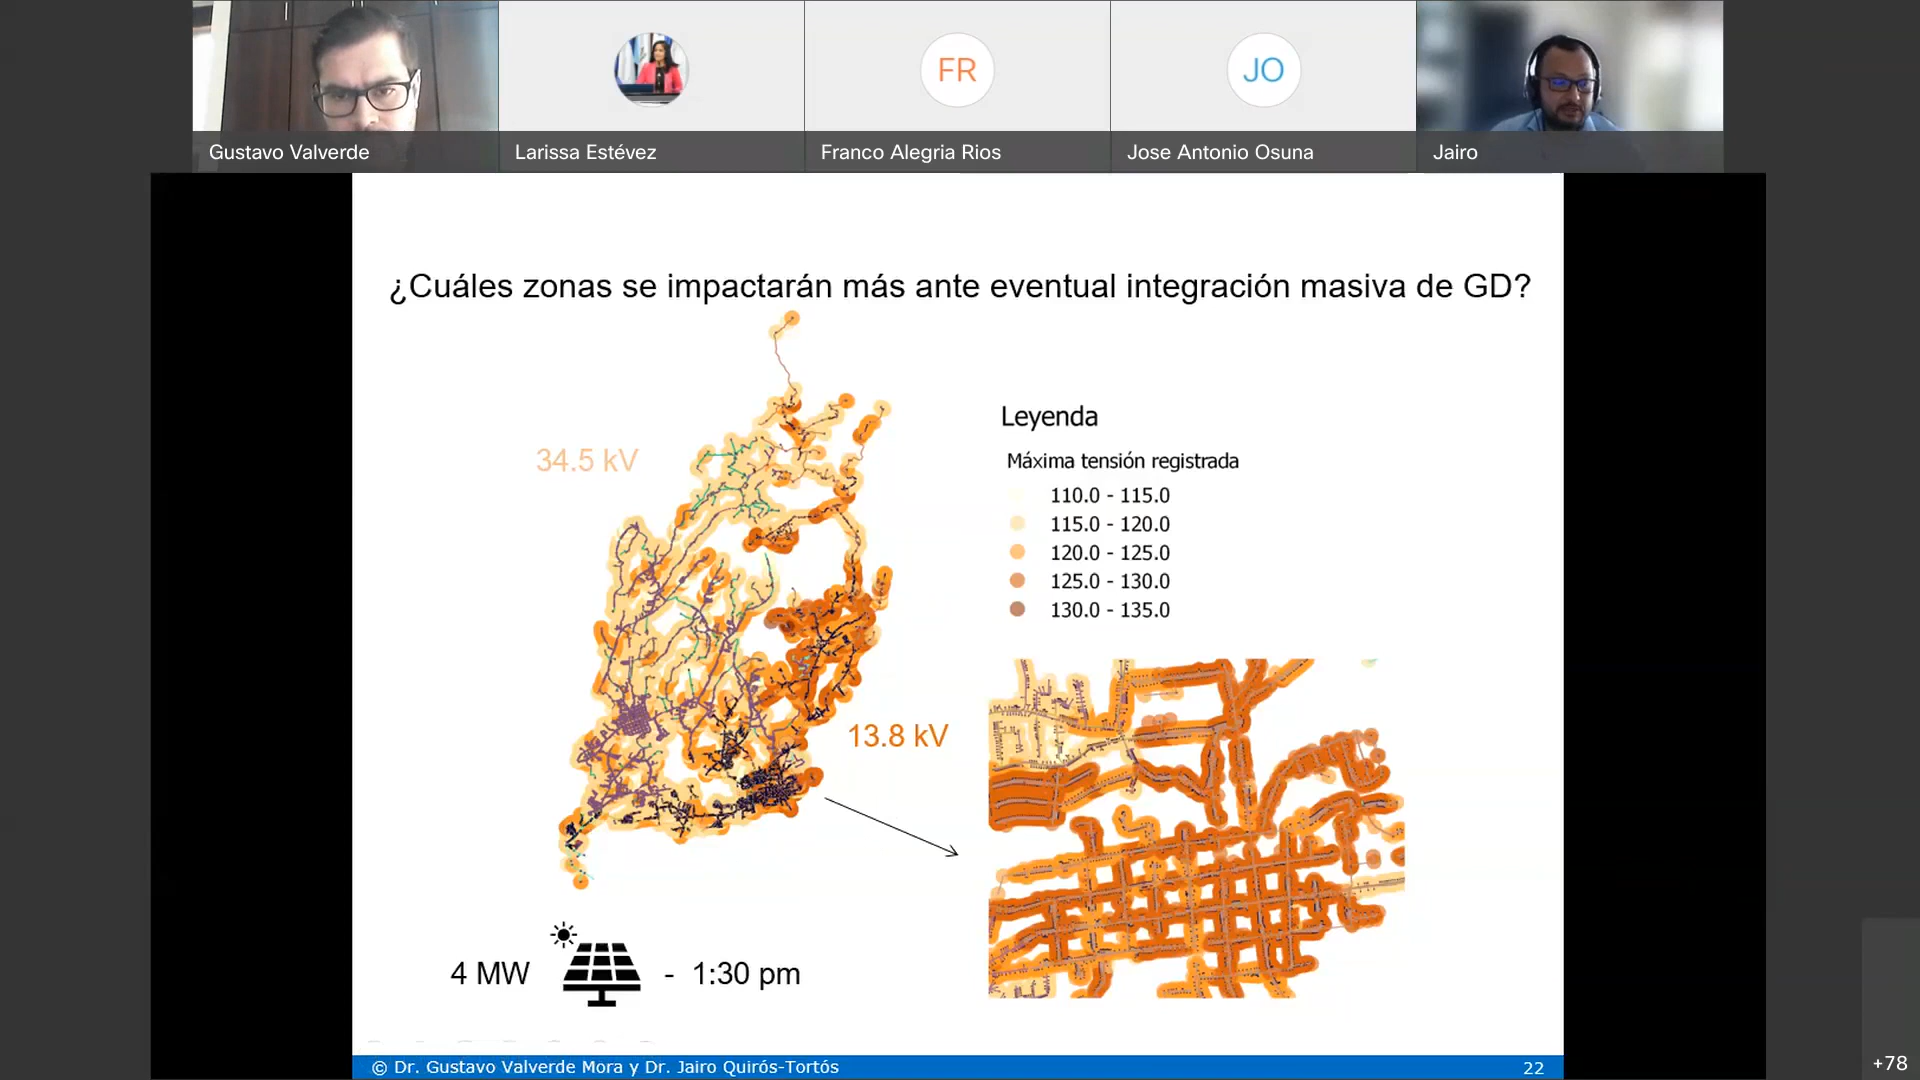 Gustavo Valverde
Larissa Estévez
FR
Franco Alegria Rios
JO
Jose Antonio Osuna
Jairo
¿Cuáles zonas se impactarán más ante eventual integración masiva de GD?
34.5 kV
13.8 kV
Leyenda
Máxima tensión registrada
110.0 - 115.0
115.0 - 120.0
120.0 - 125.0
125.0 - 130.0
130.0 - 135.0
4 MW - 1:30 pm
© Dr. Gustavo Valverde Mora y Dr. Jairo Quirós-Tortós
22
+78